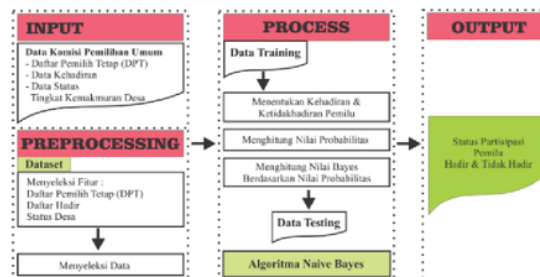 INPUT
Data Komisi Pemilihan Umum
- Daftar Pemilih Tetap (DPT)
- Data Kehadiran
- Data Status
Tingkat Kemakmuran Desa
PREPROCESSING
Dataset
Menyeleksi Fitur :
Daftar Pemilih Tetap (DPT)
Daftar Hadir
Status Desa
Menyeleksi Data
PROCESS
Data Training
Menentukan Kehadiran &
Ketidakhadiran Pemilu
Menghitung Nilai Probabilitas
Menghitung Nilai Bayes
Berdasarkan Nilai Probabilitas
Data Testing
Algoritma Naive Bayes
OUTPUT
Status Partisipasi
Pemilu
Hadir & Tidak Hadir